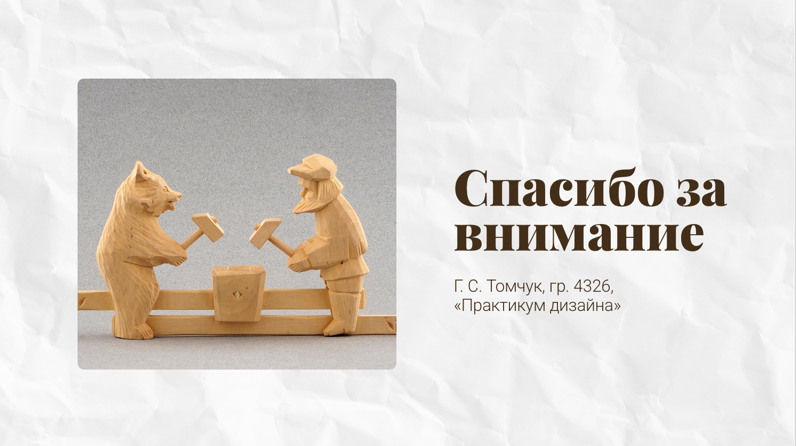 Спасибо за
внимание
Г. С. Томчук, гр. 4326,
«Практикум дизайна»